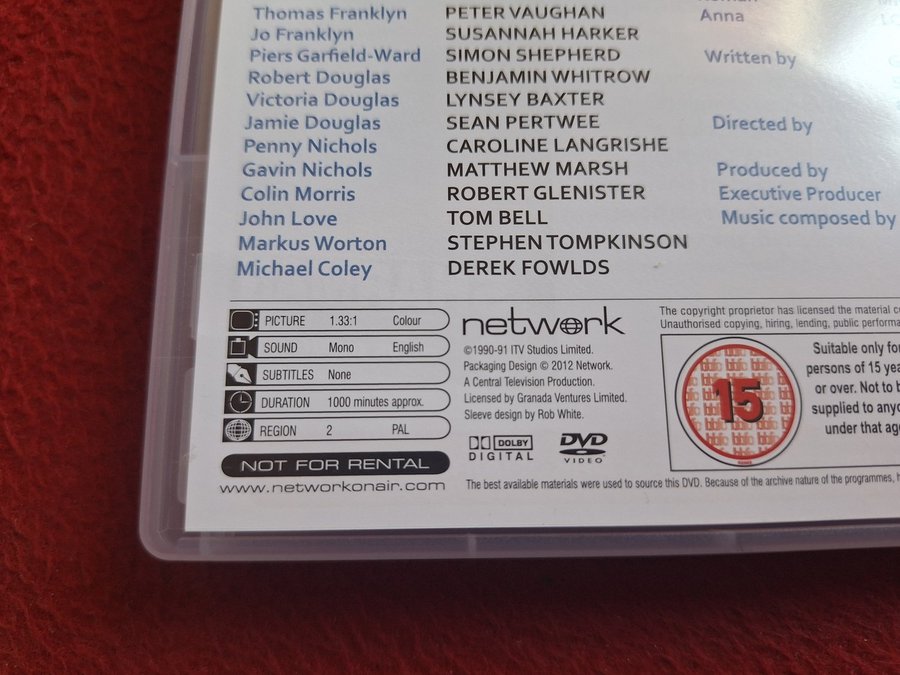 Thomas Franklyn PETER VAUGHAN
Jo Franklyn SUSANNAH HARKER
Piers Garfield-Ward SIMON SHEPHERD
Robert Douglas BENJAMIN WHITROW
Victoria Douglas LYNSEY BAXTER
Jamie Douglas SEAN PERTWEE
Penny Nichols CAROLINE LANGRISHE
Gavin Nichols MATTHEW MARSH
Colin Morris ROBERT GLENISTER
John Love TOM BELL
Markus Worton STEPHEN TOMPKINSON
Michael Coley DEREK FOWLDS
Anna
Written by
Directed by
Produced by
Executive Producer
Music composed by
PICTURE 1.33:1 Colour
SOUND Mono English
SUBTITLES None
DURATION 1000 minutes approx.
REGION 2 PAL
NOT FOR RENTAL
www.networkonair.com
network
©1990-91 ITV Studios Limited.
Packaging Design © 2012 Network.
A Central Television Production.
Licensed by Granada Ventures Limited.
Sleeve design by Rob White.
DOLBY
DIGITAL
DVD
VIDEO
The copyright proprietor has licensed the material
Unauthorised copying, hiring, lending, public
15
Suitable only for
persons of 15
or over. Not to
supplied to
under that
The best available materials were used to source this DVD. Because of the archive nature of the programmes,